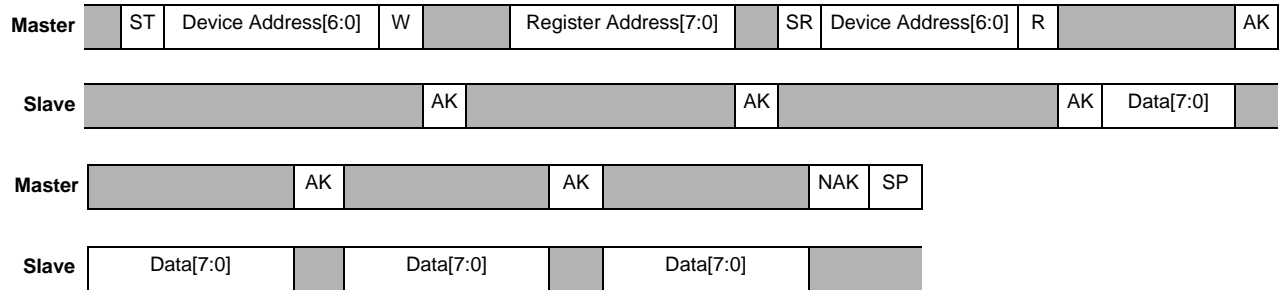 Master ST Device Address[6:0] W Register Address[7:0] SR Device Address[6:0] R AK
Slave AK AK AK Data[7:0]
Master AK AK NAK SP
Slave Data[7:0] Data[7:0] Data[7:0]